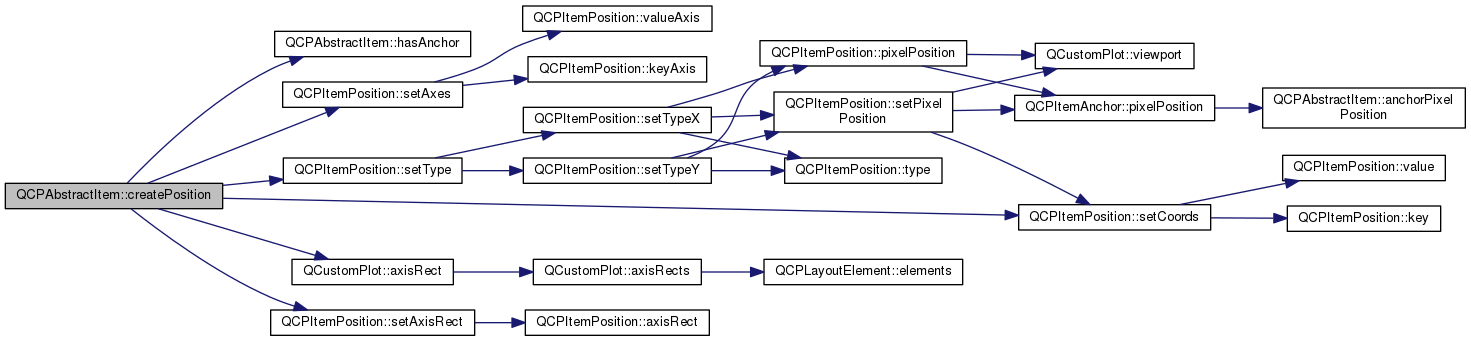 QCPAbstractItem::createPosition
QCPAbstractItem::hasAnchor
QCPItemPosition::setAxes
QCPItemPosition::valueAxis
QCPItemPosition::keyAxis
QCPItemPosition::setType
QCPItemPosition::setTypeX
QCPItemPosition::setTypeY
QCPItemPosition::pixelPosition
QCPItemPosition::setPixel
Position
QCPItemPosition::type
QCustomPlot::viewport
QCPItemAnchor::pixelPosition
QCPAbstractItem::anchorPixel
Position
QCPItemPosition::setCoords
QCPItemPosition::value
QCPItemPosition::key
QCustomPlot::axisRect
QCustomPlot::axisRects
QCPLayoutElement::elements
QCPItemPosition::setAxisRect
QCPItemPosition::axisRect